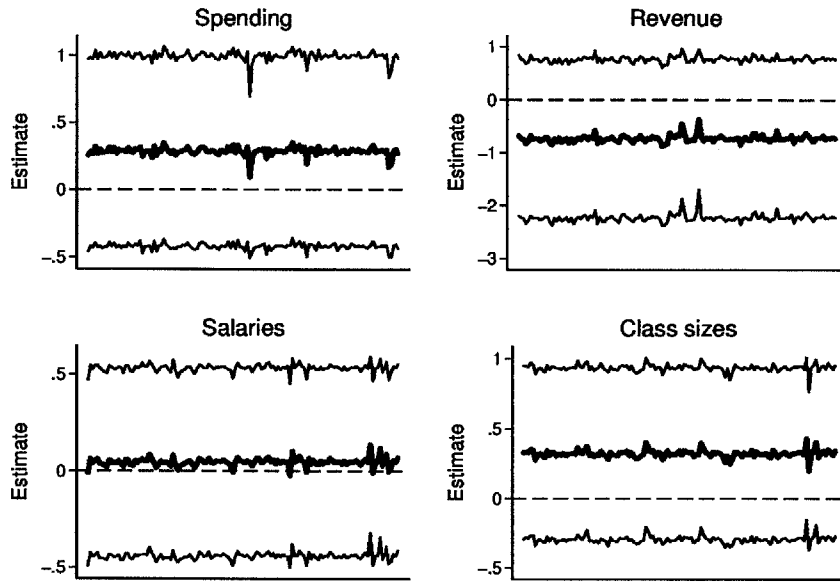 Spending
Estimate
1
.5
0
-.5
Revenue
Estimate
1
0
-1
-2
-3
Salaries
Estimate
.5
0
-.5
Class sizes
Estimate
1
.5
0
-.5